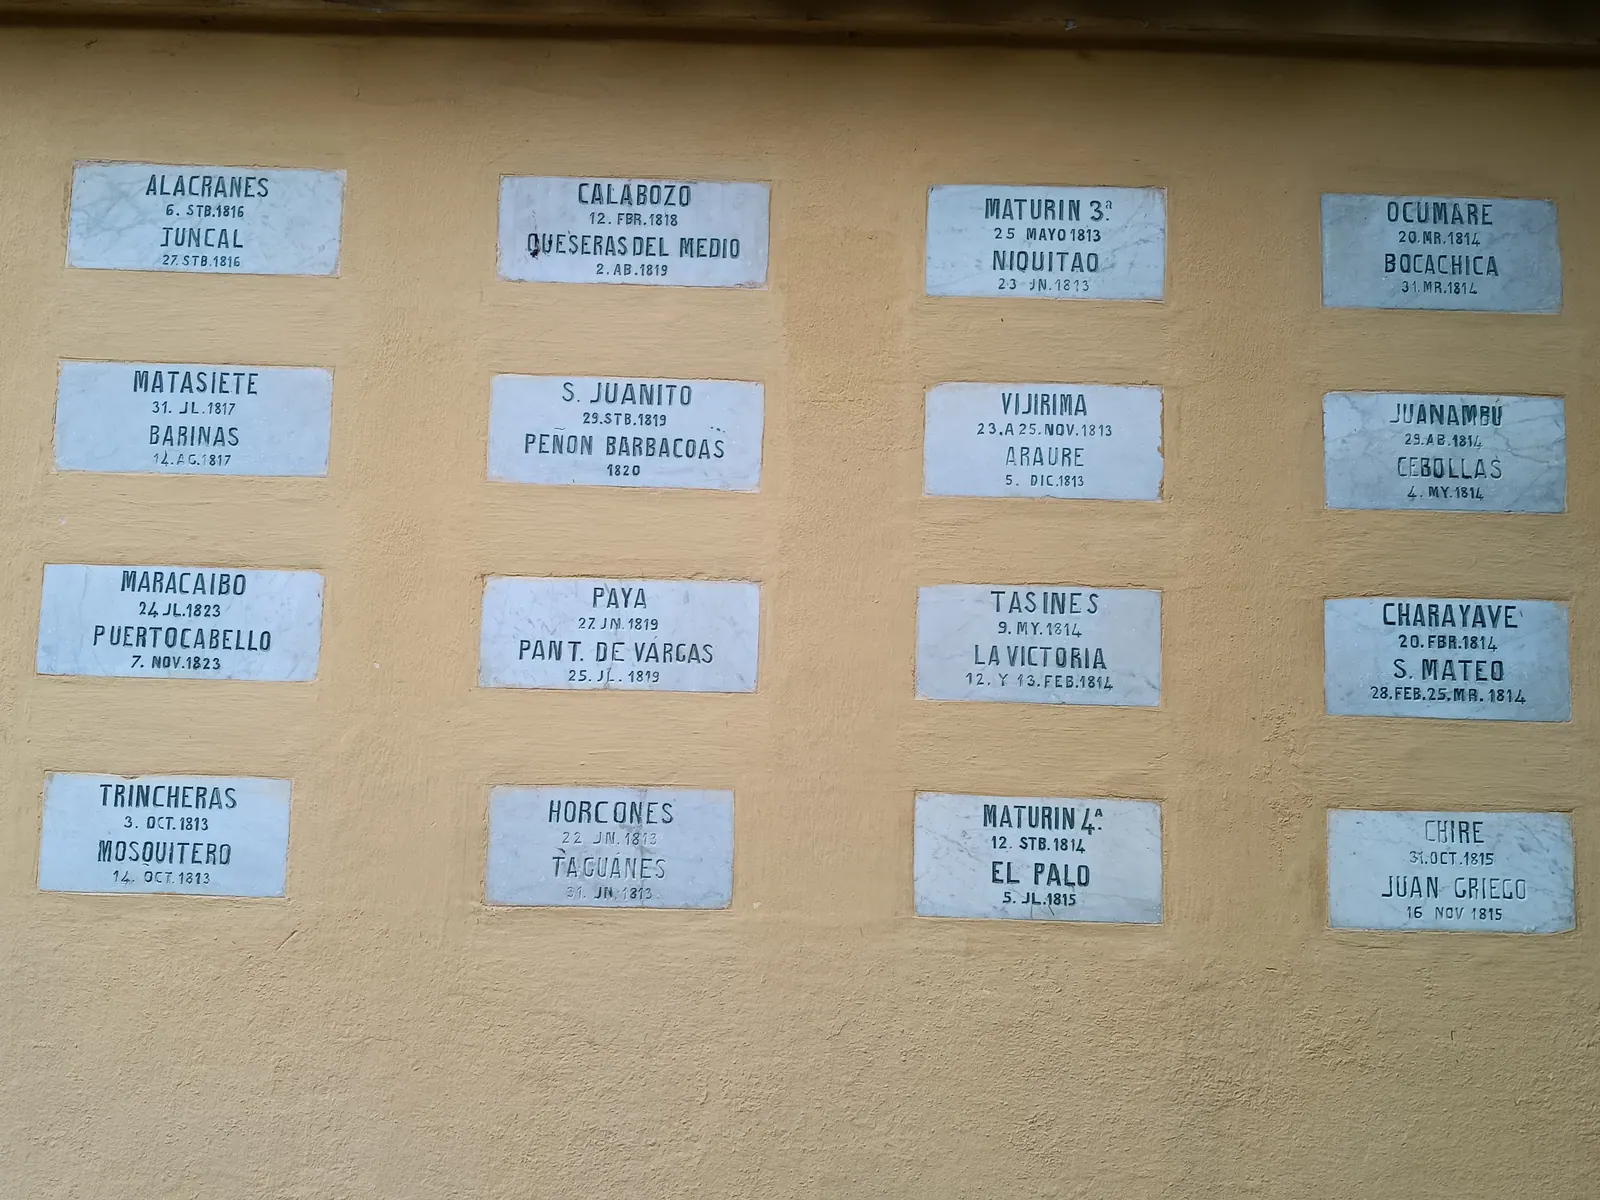 ALACRANES
6. STB.1816
JUNCAL
27.STB.1816
CALABOZO
12. FBR.1818
QUESERAS DEL MEDIO
2. AB.1819
MATURIN 3ª.
25 MAYO 1813
NIQUITAO
23 JN.1813
OCUMARE
20.MR.1814
BOCACHICA
31.MR.1814
MATASIETE
31. JL.1817
BARINAS
14.AG.1817
S. JUANITO
29.STB.1819
PEÑON BARBACOAS
1820
VIJIRIMA
23.A 25.NOV.1813
ARAURE
5. DIC.1813
JUANAMBÚ
29.AB.1814
CEBOLLAS
4. MY.1814
MARACAIBO
24 JL.1823
PUERTOCABELLO
7. NOV.1823
PAYA
27 JN.1819
PANT. DE VÁRGAS
25. JL. 1819
TASINES
9. MY.1814
LA VICTORIA
12. Y 13.FEB.1814
CHARAYAVE
20.FBR.1814
S. MATEO
28.FEB.25.MR.1814
TRINCHERAS
3. OCT.1813
MOSQUITERO
14. OCT.1813
HORCONES
22 JN.1813
TAGUÁNES
31. JN.1813
MATURIN 4ª.
12. STB.1814
EL PALO
5. JL.1815
CHIRE
31.OCT.1815
JUAN GRIEGO
16 NOV 1815